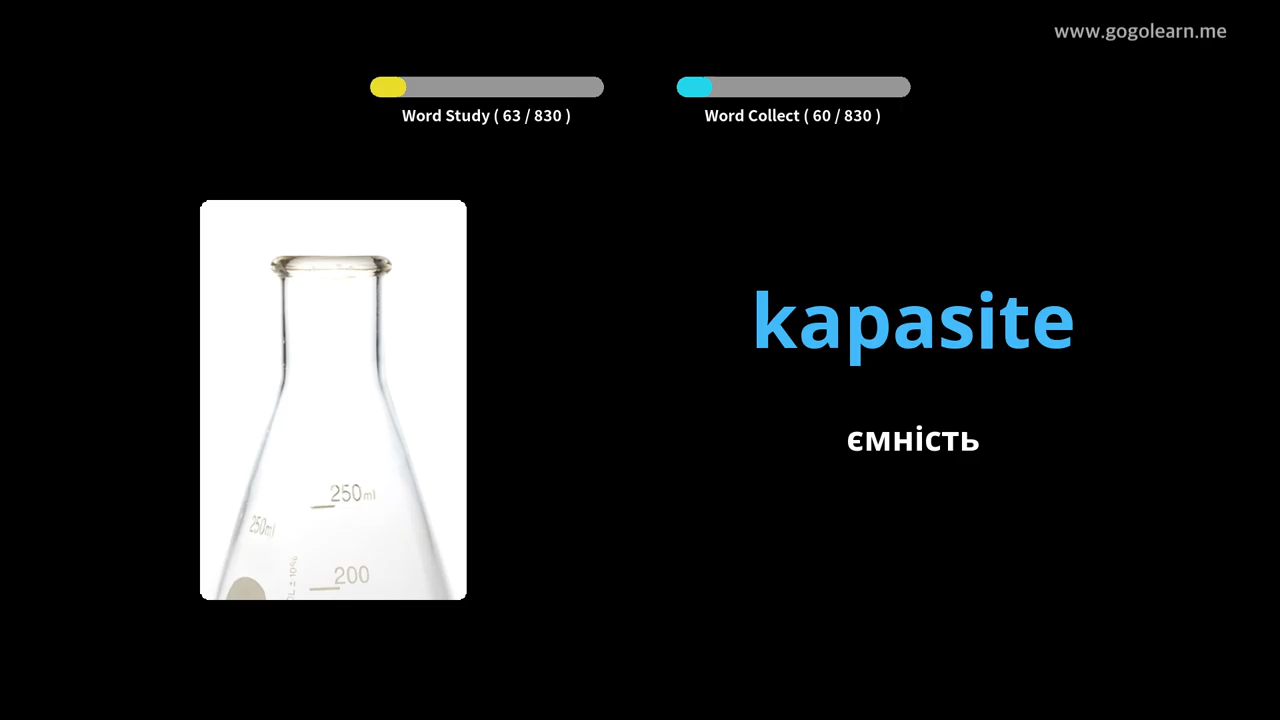 www.gogolearn.me
Word Study ( 63 / 830 )
Word Collect ( 60 / 830 )
kapasite
ємність
250ml
250ml
200